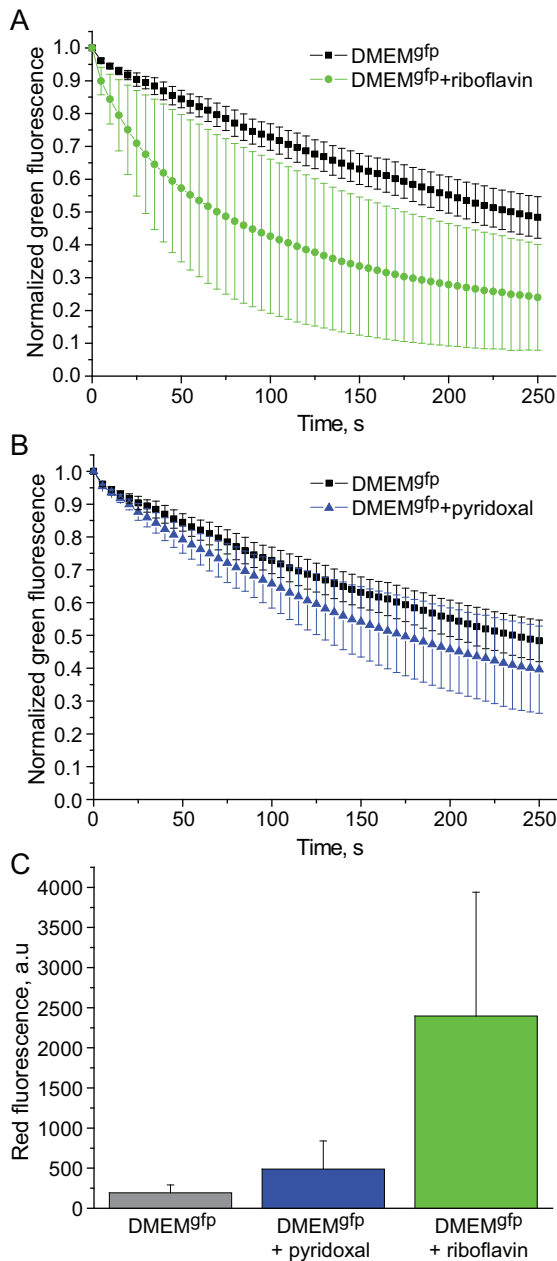 A
DMEMgfp
DMEMgfp+riboflavin
Normalized green fluorescence
1.0
0.9
0.8
0.7
0.6
0.5
0.4
0.3
0.2
0.1
0.0
0
50
100
150
200
250
Time, s
B
DMEMgfp
DMEMgfp+pyridoxal
Normalized green fluorescence
1.0
0.9
0.8
0.7
0.6
0.5
0.4
0.3
0.2
0.1
0.0
0
50
100
150
200
250
Time, s
C
Red fluorescence, a.u
4000
3500
3000
2500
2000
1500
1000
500
0
DMEMgfp
DMEMgfp
+ pyridoxal
DMEMgfp
+ riboflavin